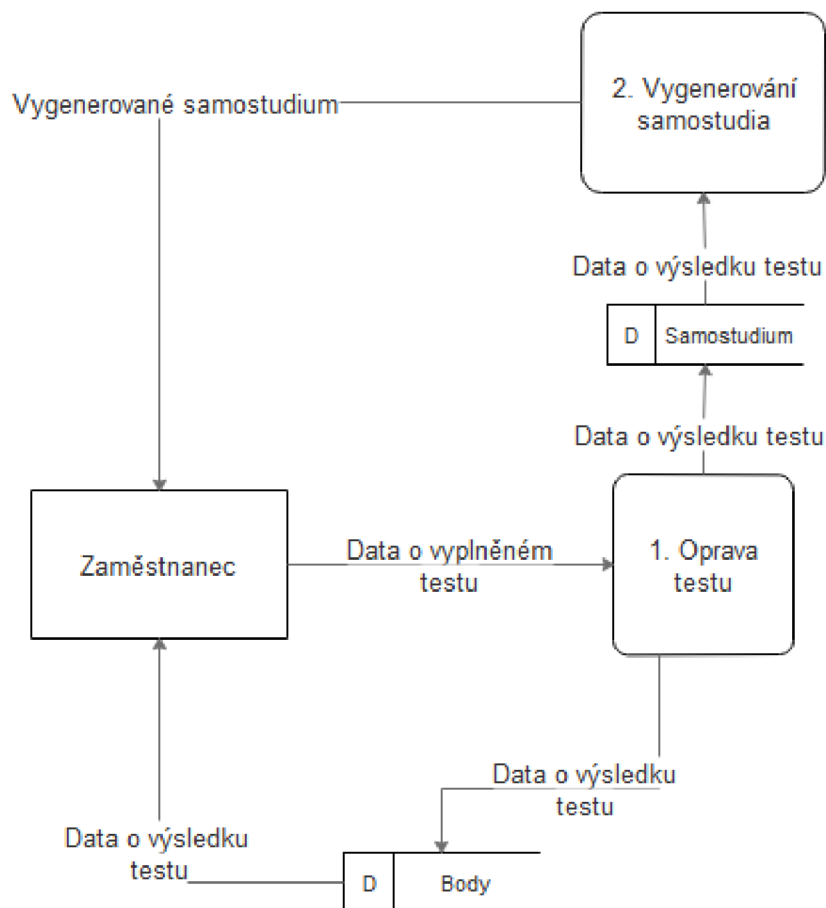 2. Vygenerování
samostudia
Vygenerované samostudium
Data o výsledku testu
D Samostudium
Data o výsledku testu
Zaměstnanec
Data o vyplněném
testu
1. Oprava
testu
Data o výsledku
testu
Data o výsledku
testu
D Body